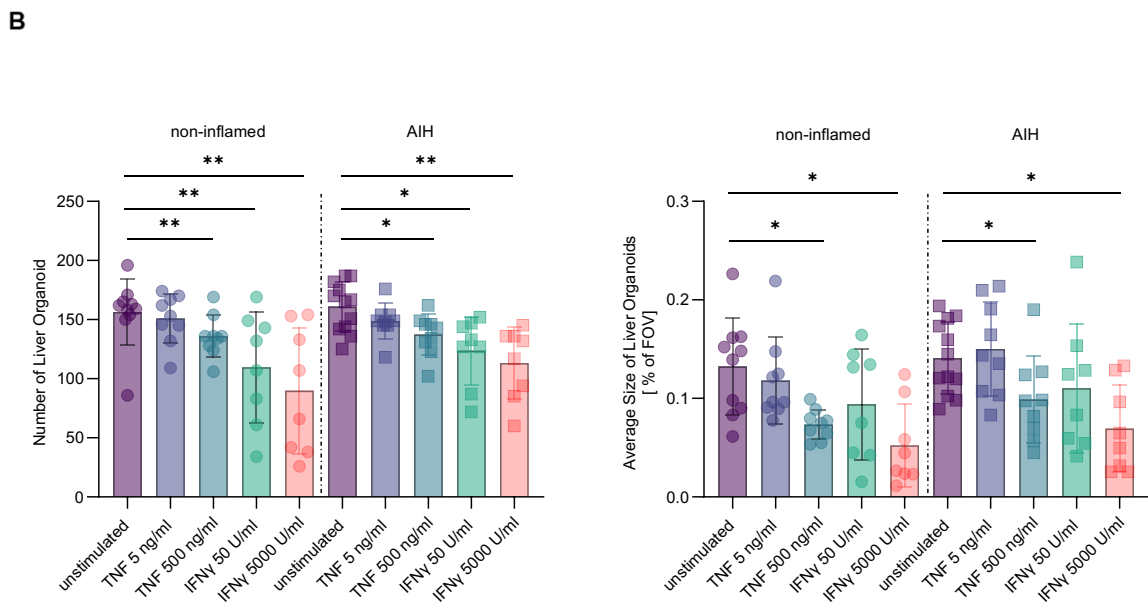 B
non-inflamed
AIH
**
**
**
**
*
*
Number of Liver Organoid
250
200
150
100
50
0
unstimulated
TNF 5 ng/ml
TNF 500 ng/ml
IFNγ 50 U/ml
IFNγ 5000 U/ml
unstimulated
TNF 5 ng/ml
TNF 500 ng/ml
IFNγ 50 U/ml
IFNγ 5000 U/ml
non-inflamed
AIH
*
*
*
*
Average Size of Liver Organoids
[ % of FOV]
0.3
0.2
0.1
0.0
unstimulated
TNF 5 ng/ml
TNF 500 ng/ml
IFNγ 50 U/ml
IFNγ 5000 U/ml
unstimulated
TNF 5 ng/ml
TNF 500 ng/ml
IFNγ 50 U/ml
IFNγ 5000 U/ml